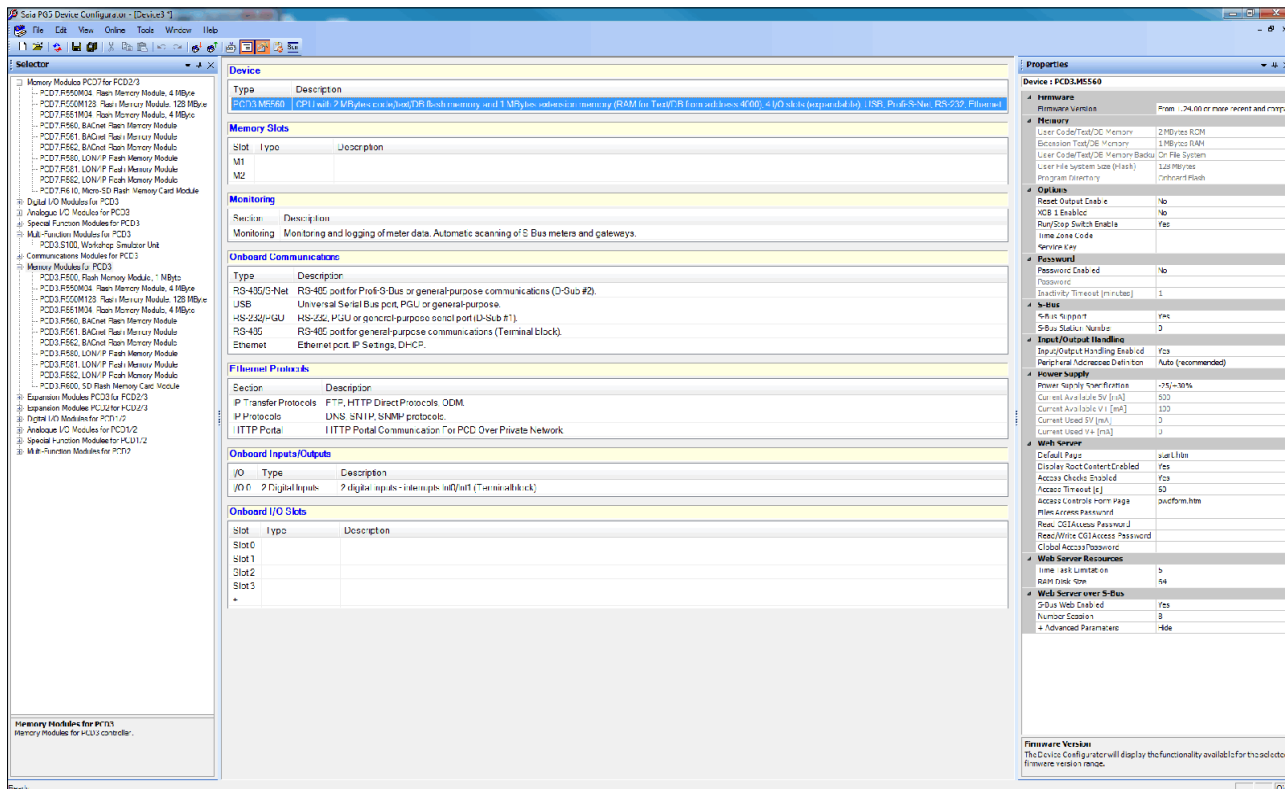 Saia PG5 Device Configurator - [Device3 *]
File Edit View Online Tools Window Help
Selector
Memory Modules PCD7 for PCD2/3
PCD7.R550M04, Flash Memory Module, 4 MByte
PCD7.R550M128, Flash Memory Module, 128 MByte
PCD7.R551M04, Flash Memory Module, 4 MByte
PCD7.R560, BACnet Flash Memory Module
PCD7.R561, BACnet Flash Memory Module
PCD7.R562, BACnet Flash Memory Module
PCD7.R580, LON/IP Flash Memory Module
PCD7.R581, LON/IP Flash Memory Module
PCD7.R582, LON/IP Flash Memory Module
PCD7.R610, Micro-SD Flash Memory Card Module
Digital I/O Modules for PCD3
Analogue I/O Modules for PCD3
Special Function Modules for PCD3
Multi-Function Modules for PCD3
PCD3.S100, Workshop Simulator Unit
Communications Modules for PCD3
Memory Modules for PCD3
PCD3.R500, Flash Memory Module, 1 MByte
PCD3.R550M04, Flash Memory Module, 4 MByte
PCD3.R550M128, Flash Memory Module, 128 MByte
PCD3.R551M04, Flash Memory Module, 4 MByte
PCD3.R560, BACnet Flash Memory Module
PCD3.R561, BACnet Flash Memory Module
PCD3.R562, BACnet Flash Memory Module
PCD3.R580, LON/IP Flash Memory Module
PCD3.R581, LON/IP Flash Memory Module
PCD3.R582, LON/IP Flash Memory Module
PCD3.R600, SD Flash Memory Card Module
Expansion Modules PCD3 for PCD2/3
Expansion Modules PCD2 for PCD2/3
Digital I/O Modules for PCD1/2
Analogue I/O Modules for PCD1/2
Special Function Modules for PCD1/2
Multi-Function Modules for PCD2
Memory Modules for PCD3
Memory Modules for PCD3 controller.
Device
Type Description
PCD3.M5560 CPU with 2 MBytes code/text/DB flash memory and 1 MBytes extension memory (RAM for Text/DB from address 4000), 4 I/O slots (expandable), USB, Profi-S-Net, RS-232, Ethernet
Memory Slots
Slot Type Description
M1
M2
Monitoring
Section Description
Monitoring Monitoring and logging of meter data. Automatic scanning of S-Bus meters and gateways.
Onboard Communications
Type Description
RS-485/S-Net RS-485 port for Profi-S-Bus or general-purpose communications (D-Sub #2).
USB Universal Serial Bus port, PGU or general-purpose.
RS-232/PGU RS-232, PGU or general-purpose serial port (D-Sub #1).
RS-485 RS-485 port for general-purpose communications (Terminal block).
Ethernet Ethernet port. IP Settings, DHCP.
Ethernet Protocols
Section Description
IP Transfer Protocols FTP, HTTP Direct Protocols, ODM.
IP Protocols DNS, SNTP, SNMP protocols.
HTTP Portal HTTP Portal Communication For PCD Over Private Network
Onboard Inputs/Outputs
I/O Type Description
I/O 0 2 Digital Inputs 2 digital inputs - interrupts Int0/Int1 (Terminal block)
Onboard I/O Slots
Slot Type Description
Slot 0
Slot 1
Slot 2
Slot 3
+
Properties
Device : PCD3.M5560
Firmware
Firmware Version From 1.24.00 or more recent and compa
Memory
User Code/Text/DB Memory 2 MBytes ROM
Extension Text/DB Memory 1 MBytes RAM
User Code/Text/DB Memory Backu On File System
User File System Size (Flash) 128 MBytes
Program Directory Onboard Flash
Options
Reset Output Enable No
XOB 1 Enabled No
Run/Stop Switch Enable Yes
Time Zone Code
Service Key
Password
Password Enabled No
Password
Inactivity Timeout [minutes] 1
S-Bus
S-Bus Support Yes
S-Bus Station Number 0
Input/Output Handling
Input/Output Handling Enabled Yes
Peripheral Addresses Definition Auto (recommended)
Power Supply
Power Supply Specification -25/+30%
Current Available 5V [mA] 600
Current Available V+ [mA] 100
Current Used 5V [mA] 0
Current Used V+ [mA] 0
Web Server
Default Page start.htm
Display Root Content Enabled Yes
Access Checks Enabled Yes
Access Timeout [s] 60
Access Controls Form Page pwdform.htm
Files Access Password
Read CGI Access Password
Read/Write CGI Access Password
Global Access Password
Web Server Resources
Time Task Limitation 5
RAM Disk Size 64
Web Server over S-Bus
S-Bus Web Enabled Yes
Number Session 8
+ Advanced Parameters Hide
Firmware Version
The Device Configurator will display the functionality available for the selected
firmware version range.